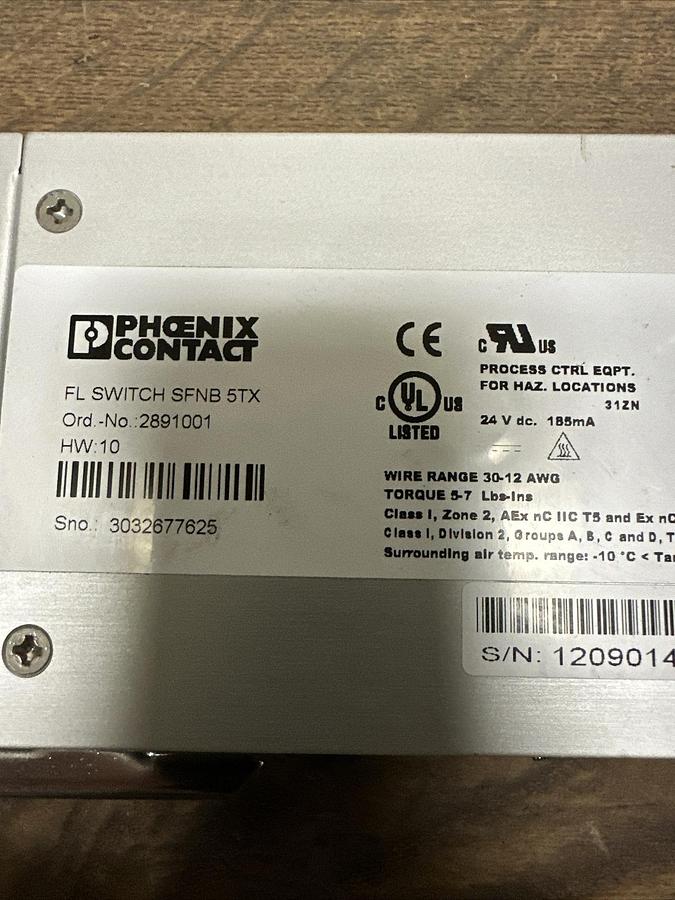 PHŒNIX
CONTACT
FL SWITCH SFNB 5TX
Ord.-No.:2891001
HW:10
Sno.: 3032677625
CE
C RU US
PROCESS CTRL EQPT.
FOR HAZ. LOCATIONS
31ZN
C UL US
LISTED
24 V dc. 185mA
WIRE RANGE 30-12 AWG
TORQUE 5-7 Lbs-Ins
Class I, Zone 2, AEx nC IIC T5 and Ex nC
Class I, Division 2, Groups A, B, C and D, T
Surrounding air temp. range: -10 °C < Tam
S/N: 1209014